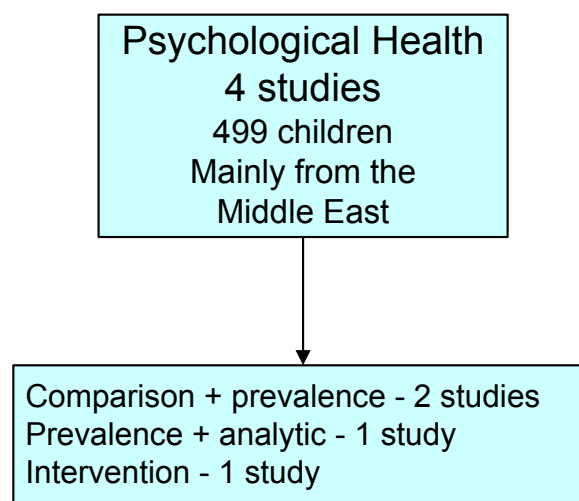 Psychological Health
4 studies
499 children
Mainly from the
Middle East
Comparison + prevalence - 2 studies
Prevalence + analytic - 1 study
Intervention - 1 study